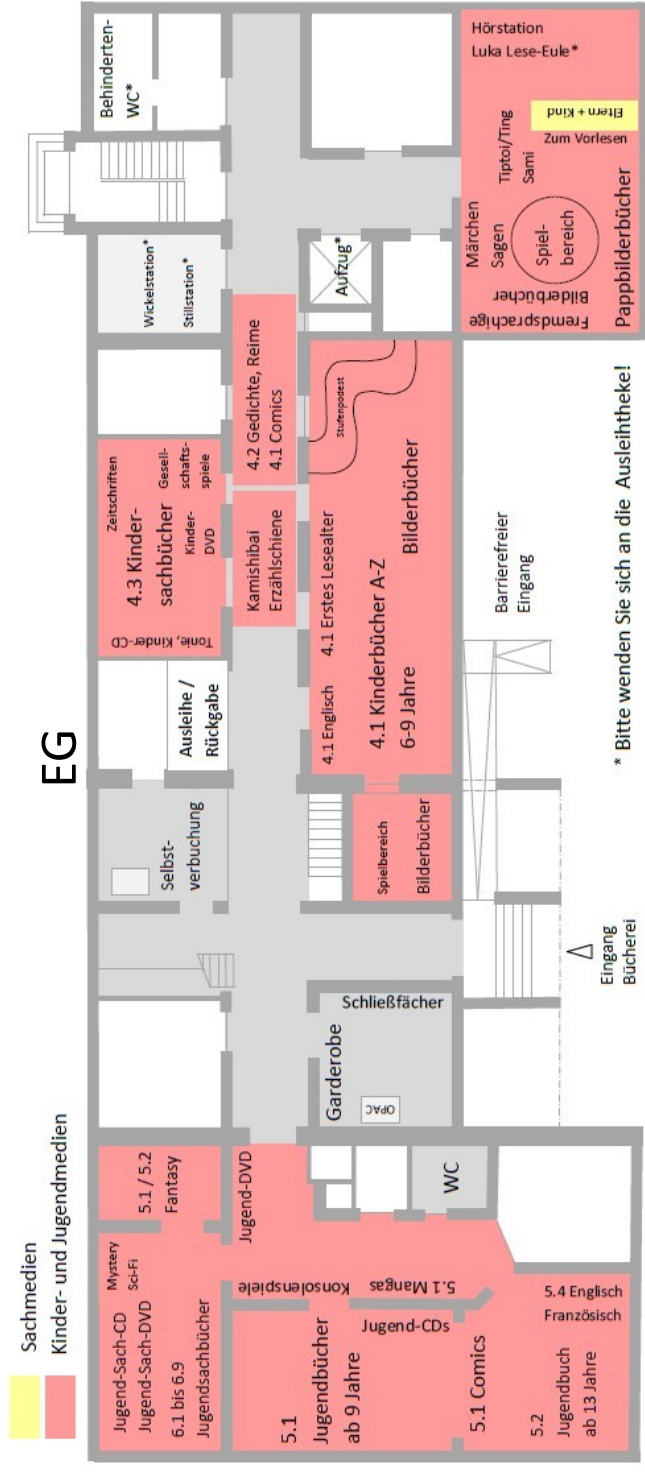 EG
Sachmedien
Kinder- und Jugendmedien
Jugend-Sach-CD
Jugend-Sach-DVD
6.1 bis 6.9
Jugendsachbücher
Mystery
Sci-Fi
5.1 / 5.2
Fantasy
Jugend-DVD
Konsolenspiele
5.1 Mangas
5.1
Jugendbücher
ab 9 Jahre
Jugend-CDs
5.1 Comics
5.2
Jugendbuch
ab 13 Jahre
5.4 Englisch
Französisch
WC
Garderobe
Schließfächer
OPAC
Selbst-
verbuchung
Ausleihe /
Rückgabe
Spielbereich
Bilderbücher
Eingang
Bücherei
Barrierefreier
Eingang
Tonie, Kinder-CD
4.3 Kinder-
sachbücher
Zeitschriften
Kinder-
DVD
Gesell-
schafts-
spiele
Kamishibai
Erzählschiene
4.2 Gedichte, Reime
4.1 Comics
4.1 Englisch
4.1 Erstes Lesealter
4.1 Kinderbücher A-Z
6-9 Jahre
Bilderbücher
Stufenpodest
Wickelstation*
Stillstation*
Behinderten-
WC*
Aufzug*
Fremdsprachige
Bilderbücher
Märchen
Sagen
Spiel-
bereich
Pappbilderbücher
Tiptoi/Ting
Sami
Zum Vorlesen
Eltern + Kind
Hörstation
Luka Lese-Eule*
* Bitte wenden Sie sich an die Ausleihtheke!